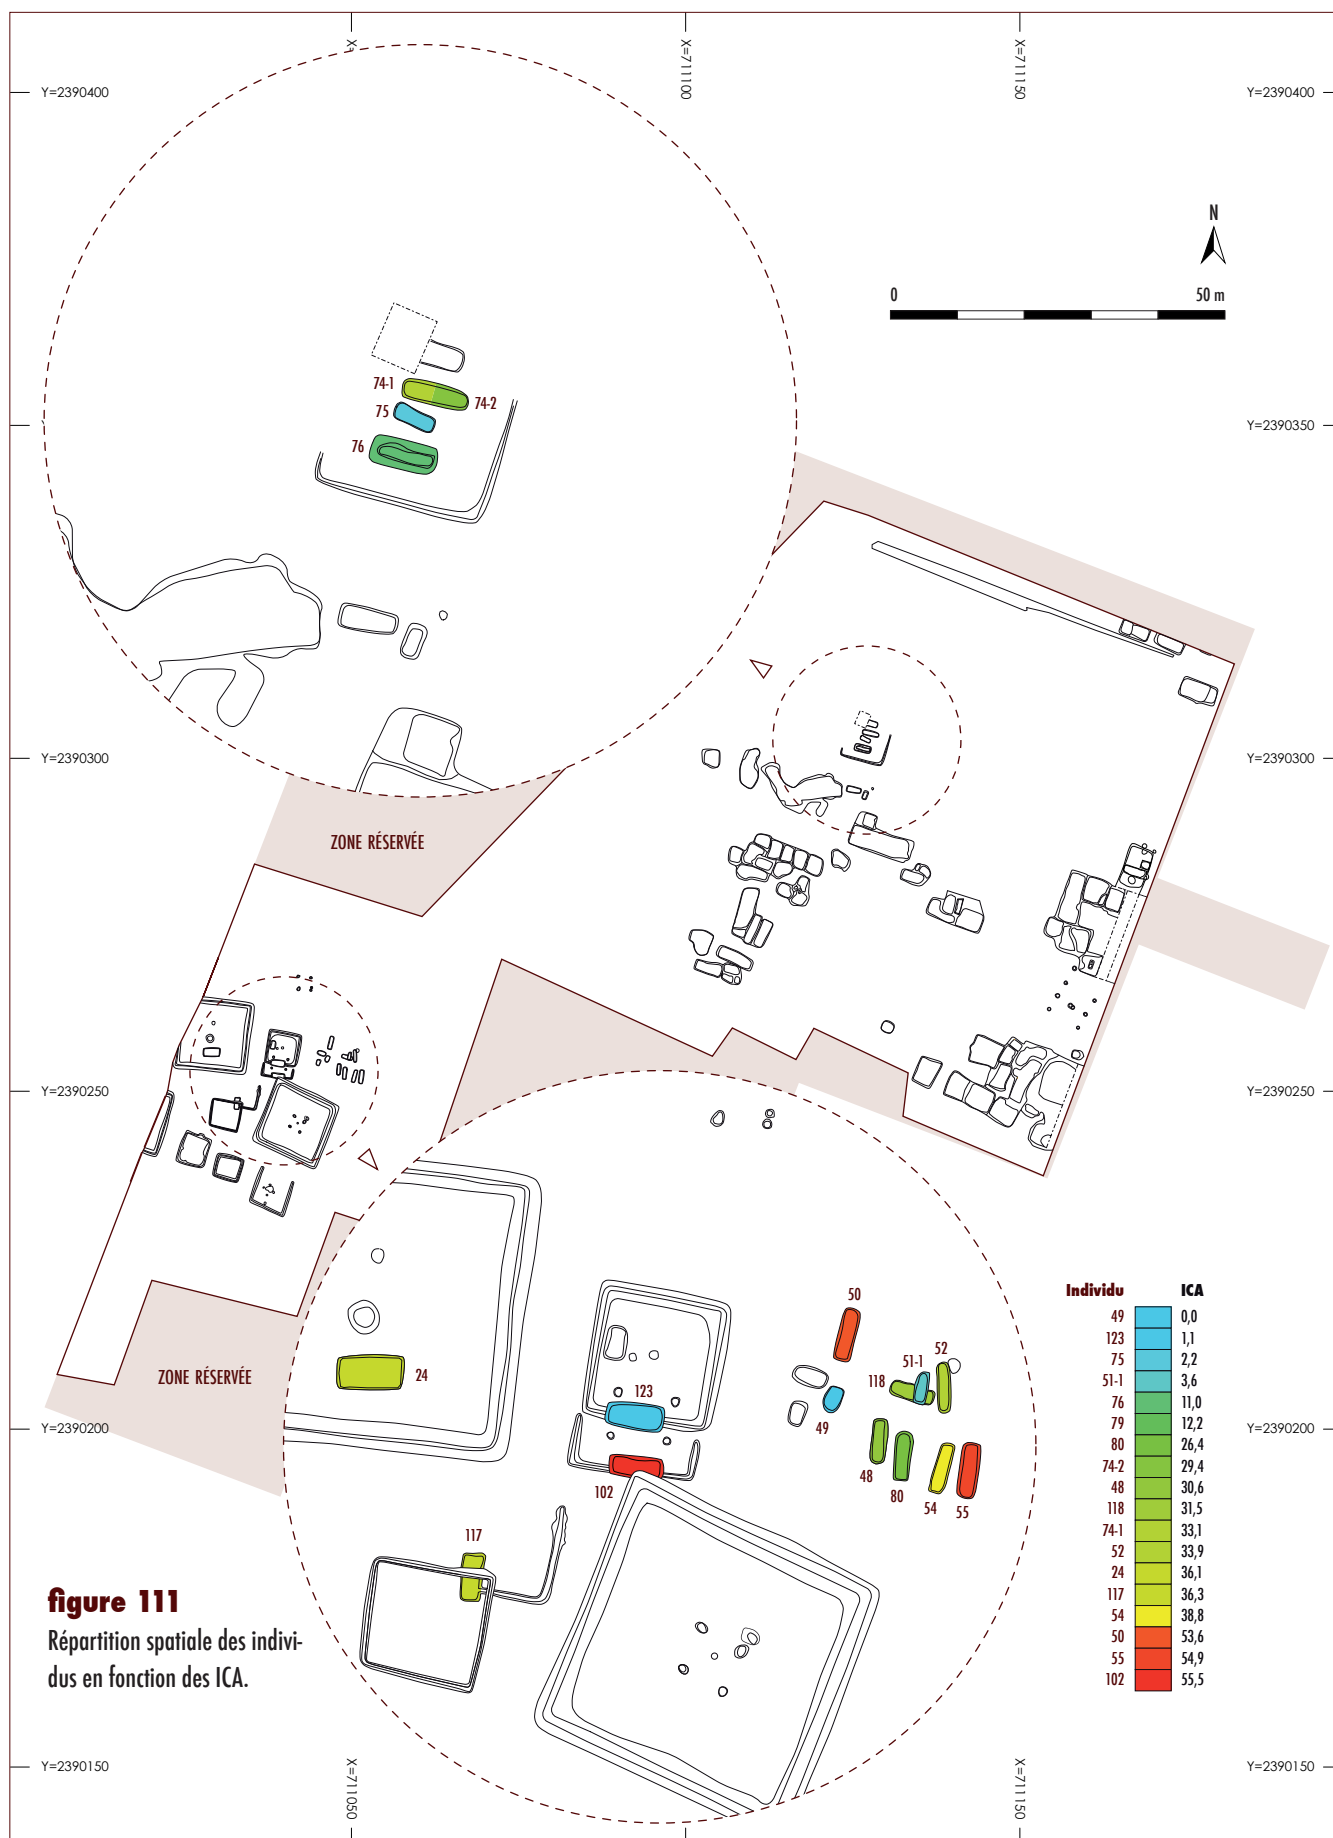 X=
X=711100
X=711150
Y=2390400
Y=2390400
N
0
50 m
74-1
74-2
75
76
Y=2390350
Y=2390300
Y=2390300
ZONE RÉSERVÉE
Y=2390250
Y=2390250
50
51-1
52
118
24
123
49
Individu
ICA
49
0,0
123
1,1
75
2,2
51-1
3,6
76
11,0
79
12,2
80
26,4
74-2
29,4
48
30,6
118
31,5
74-1
33,1
52
33,9
24
36,1
117
36,3
54
38,8
50
53,6
55
54,9
102
55,5
ZONE RÉSERVÉE
Y=2390200
Y=2390200
48
80
54
55
102
117
figure 111
Répartition spatiale des indivi-
dus en fonction des ICA.
Y=2390150
Y=2390150
X=711050
X=711150
Y=2390350